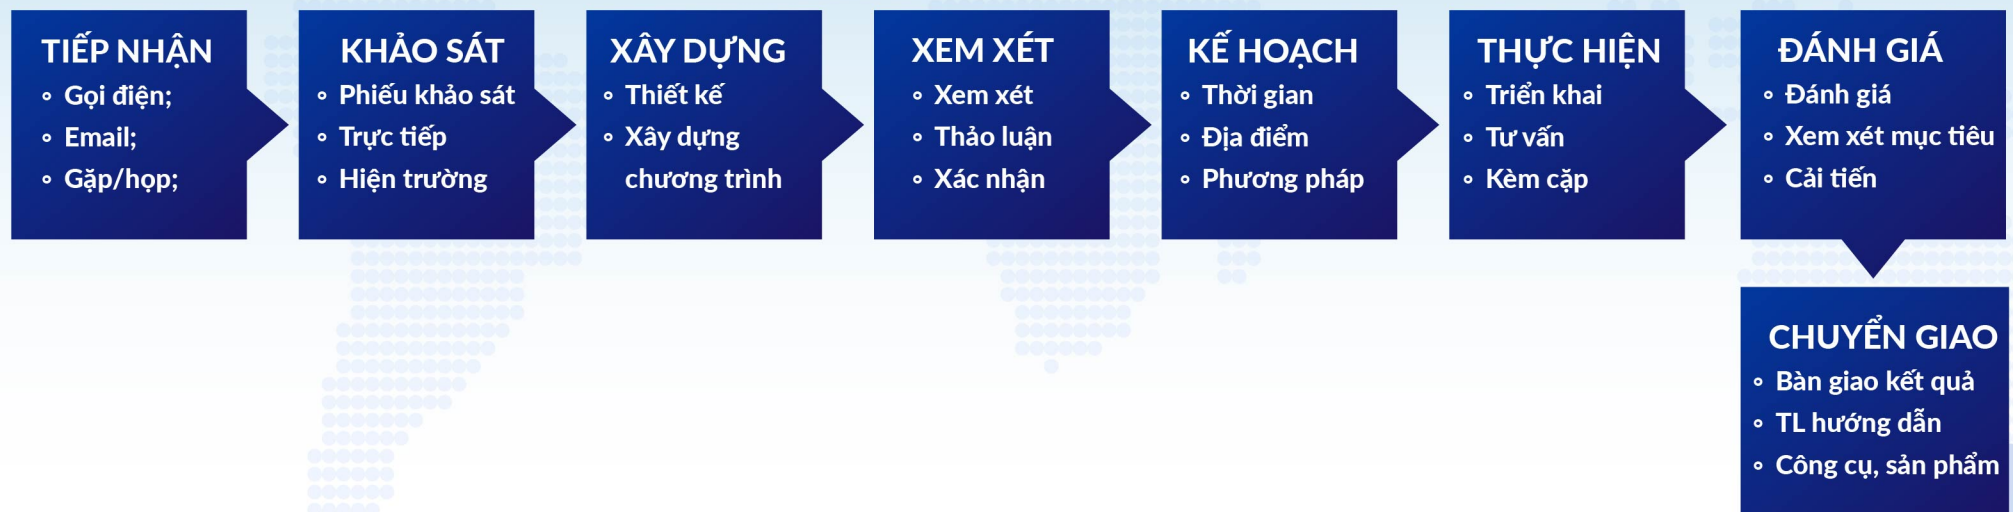 TIẾP NHẬN
Gọi điện;
Email;
Gặp/họp;
KHẢO SÁT
Phiếu khảo sát
Trực tiếp
Hiện trường
XÂY DỰNG
Thiết kế
Xây dựng
chương trình
XEM XÉT
Xem xét
Thảo luận
Xác nhận
KẾ HOẠCH
Thời gian
Địa điểm
Phương pháp
THỰC HIỆN
Triển khai
Tư vấn
Kèm cặp
ĐÁNH GIÁ
Đánh giá
Xem xét mục tiêu
Cải tiến
CHUYỂN GIAO
Bàn giao kết quả
TL hướng dẫn
Công cụ, sản phẩm